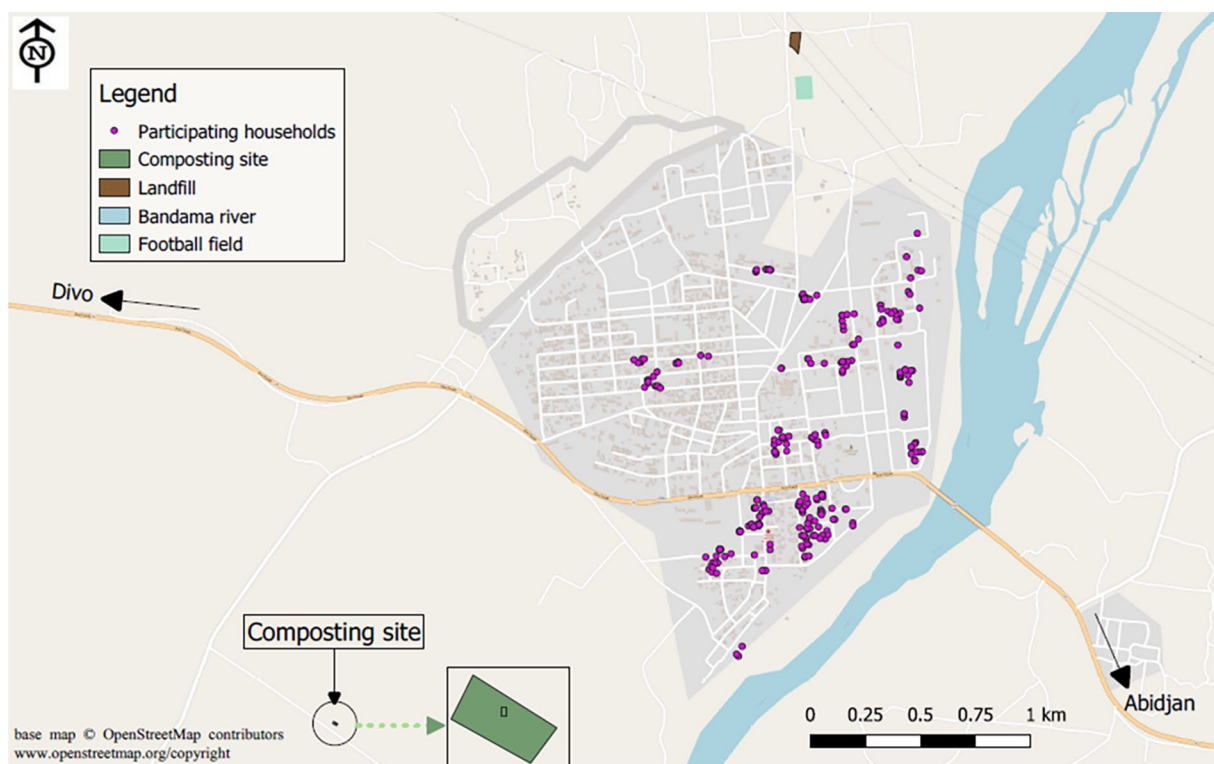 N
Legend
Participating households
Composting site
Landfill
Bandama river
Football field
Divo
Composting site
Abidjan
0 0.25 0.5 0.75 1 km
base map © OpenStreetMap contributors
www.openstreetmap.org/copyright